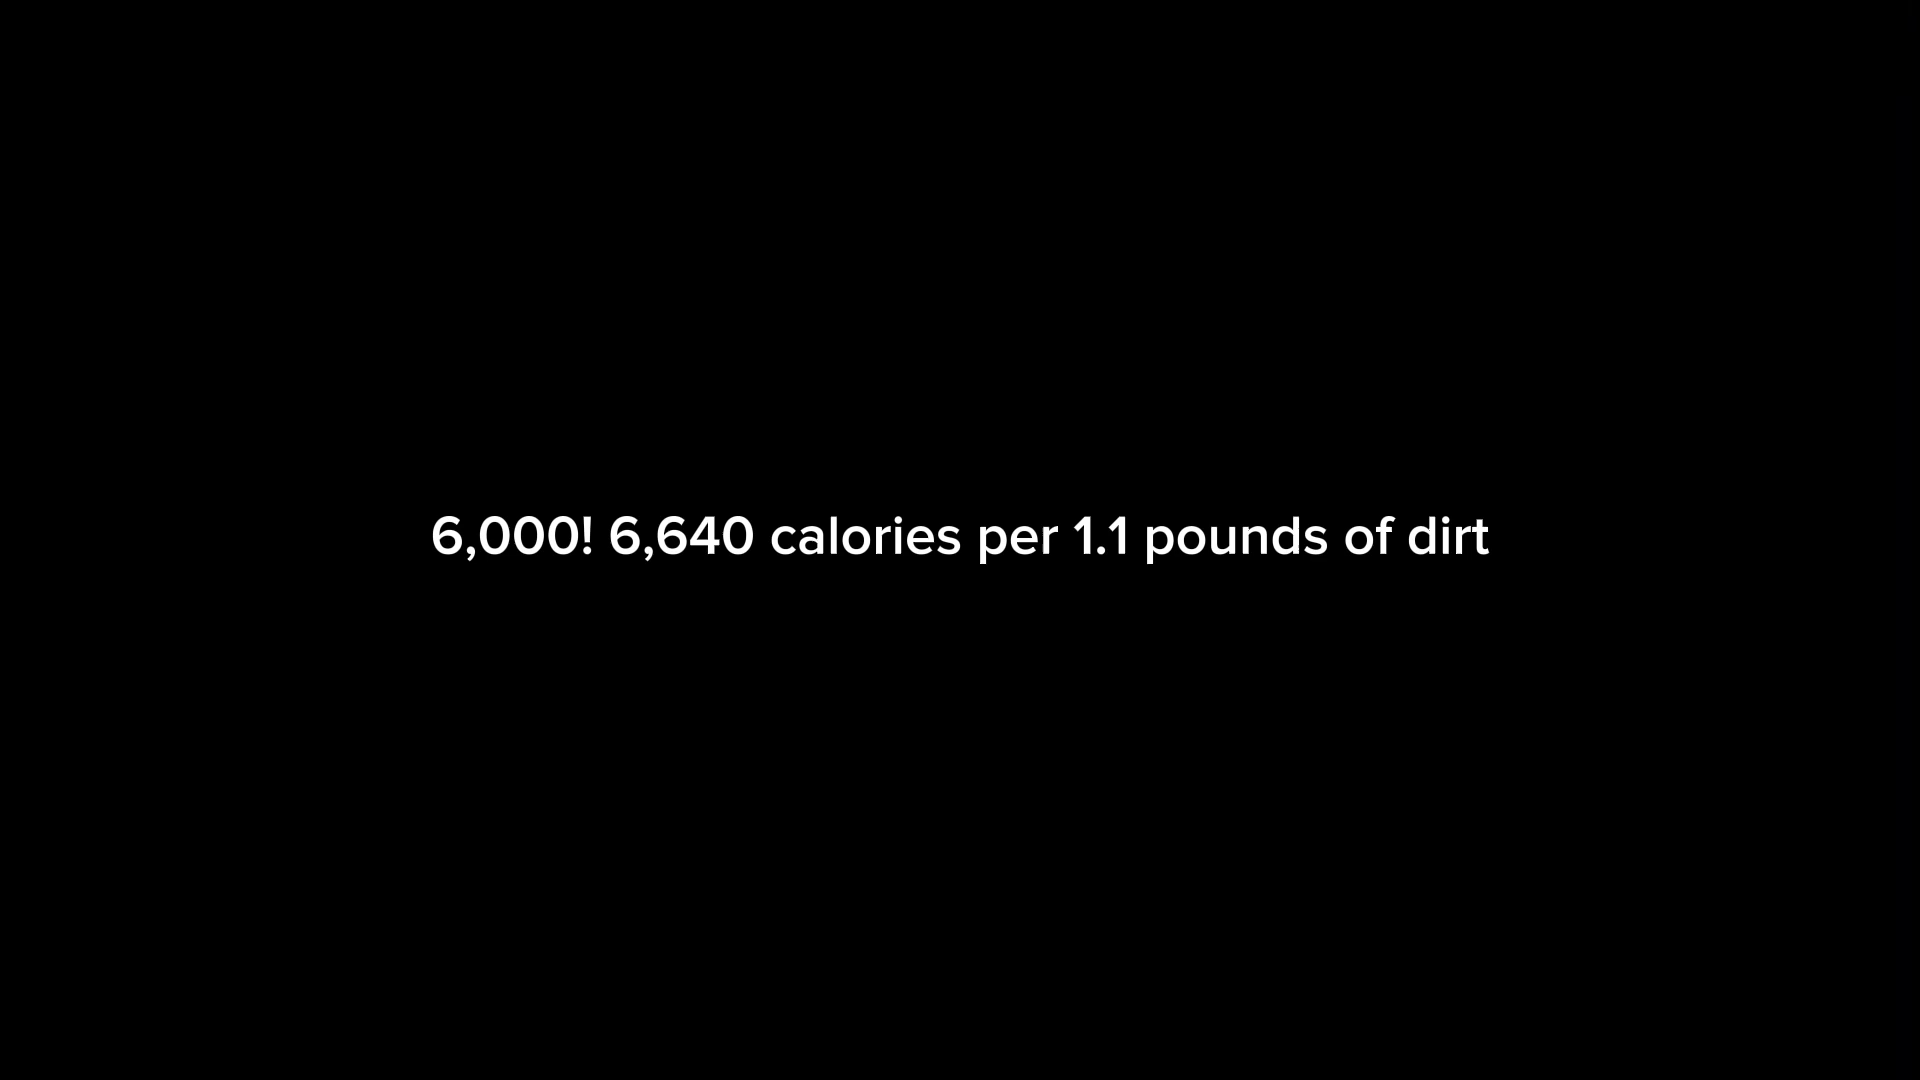 6,000! 6,640 calories per 1.1 pounds of dirt